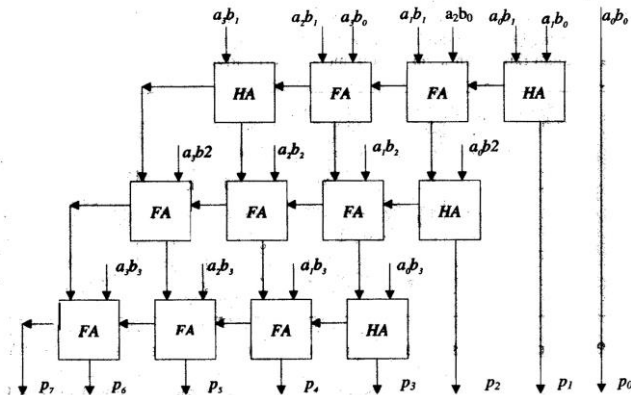 a₃b₁ a₂b₁ a₃b₀ a₁b₁ a₂b₀ a₀b₁ a₁b₀ a₀b₀
HA FA FA HA
a₃b2 a₂b₂ a₁b₂ a₀b2
FA FA FA HA
a₃b₃ a₂b₃ a₁b₃ a₀b₃
FA FA FA HA
p₇ p₆ p₅ p₄ p₃ p₂ p₁ p₀